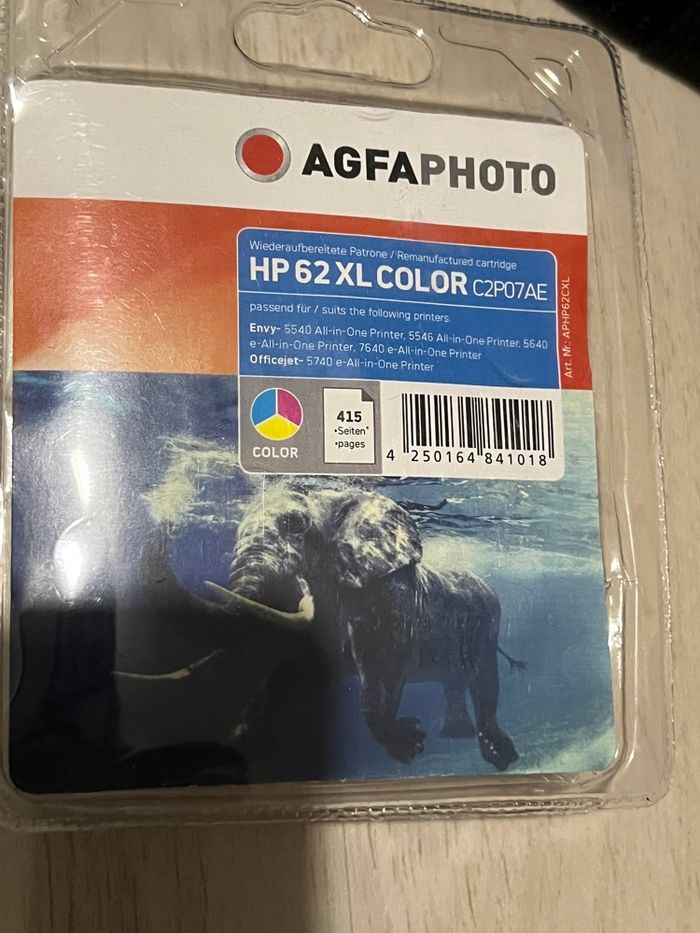 AGFAPHOTO
Wiederaufbereitete Patrone / Remanufactured cartridge
HP 62 XL COLOR C2P07AE
passend für / suits the following printers.
Envy- 5540 All-in-One Printer, 5546 All-in-One Printer, 5640
e-All-in-One Printer, 7640 e-All-in-One Printer
Officejet- 5740 e-All-in-One Printer
Art. Nr.: APHP62CXL
COLOR
415
•Seiten*
•pages
4 250164 841018